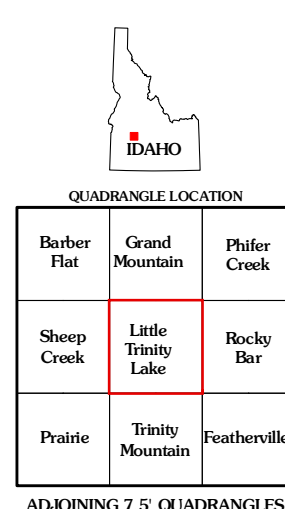 IDAHO
QUADRANGLE LOCATION
Barber Flat
Grand Mountain
Phifer Creek
Sheep Creek
Little Trinity Lake
Rocky Bar
Prairie
Trinity Mountain
Featherville
ADJOINING 7.5' QUADRANGLES